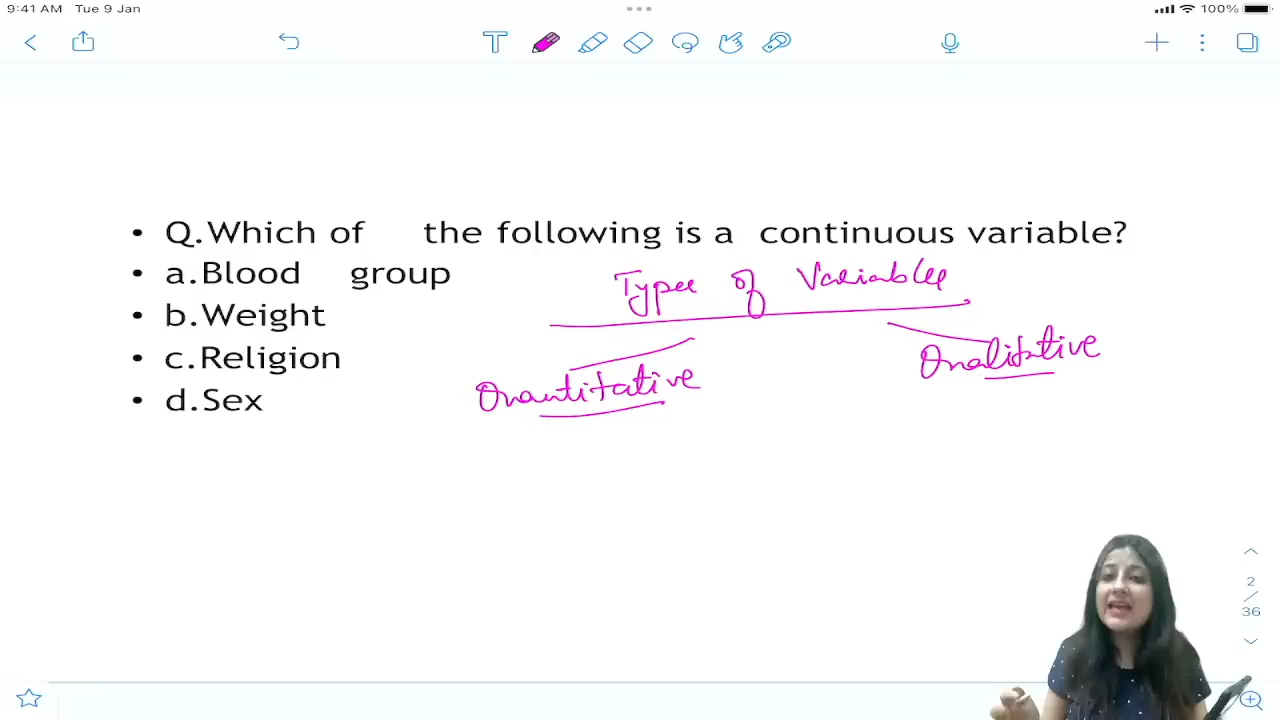 9:41 AM Tue 9 Jan
100%
T
• Q.Which of the following is a continuous variable?
• a.Blood group
• b.Weight
• c.Religion
• d.Sex
Types of Variables
Quantitative
Qualitative
2
/
36